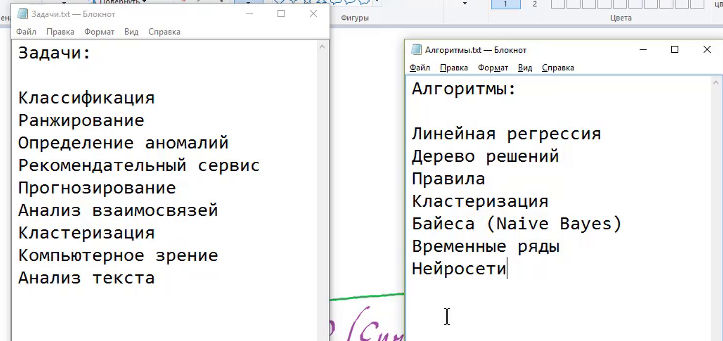 Задачи.txt — Блокнот
Файл Правка Формат Вид Справка
Задачи:
Классификация
Ранжирование
Определение аномалий
Рекомендательный сервис
Прогнозирование
Анализ взаимосвязей
Кластеризация
Компьютерное зрение
Анализ текста
Фигуры
1 2
Цвета
Алгоритмы.txt — Блокнот
Файл Правка Формат Вид Справка
Алгоритмы:
Линейная регрессия
Дерево решений
Правила
Кластеризация
Байеса (Naive Bayes)
Временные ряды
Нейросети